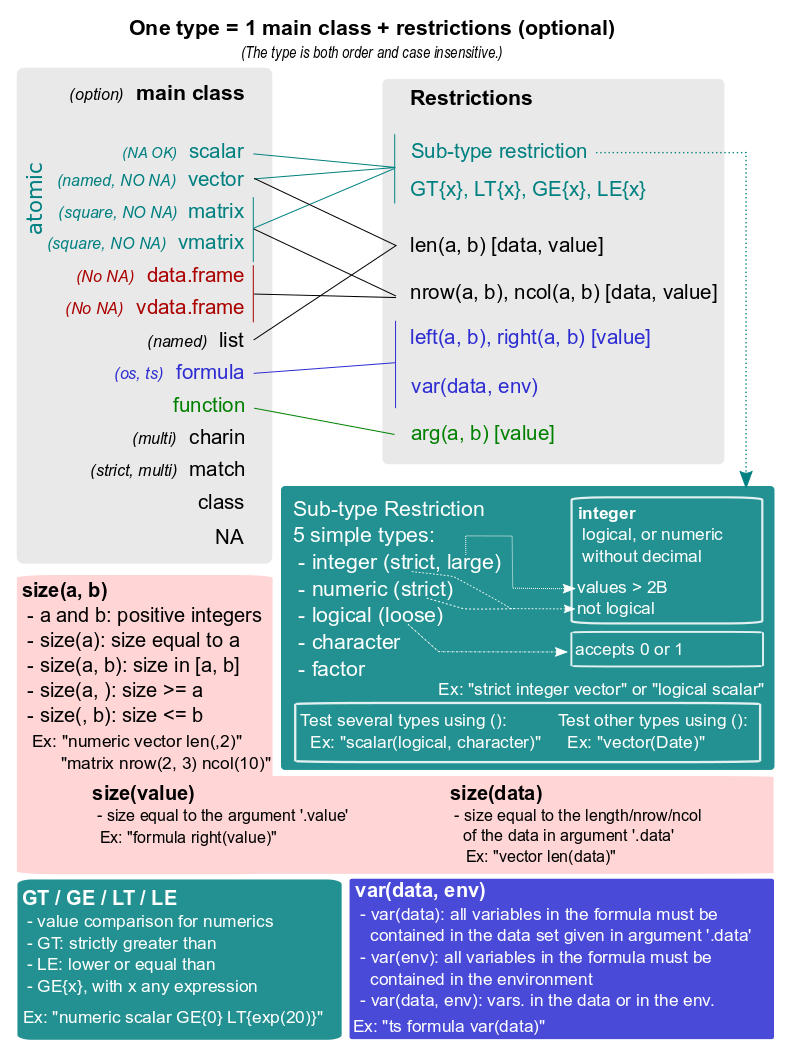 One type = 1 main class + restrictions (optional)
(The type is both order and case insensitive.)
(option) main class
atomic
(NA OK) scalar
(named, NO NA) vector
(square, NO NA) matrix
(square, NO NA) vmatrix
(No NA) data.frame
(No NA) vdata.frame
(named) list
(os, ts) formula
function
(multi) charin
(strict, multi) match
class
NA
Restrictions
Sub-type restriction
GT{x}, LT{x}, GE{x}, LE{x}
len(a, b) [data, value]
nrow(a, b), ncol(a, b) [data, value]
left(a, b), right(a, b) [value]
var(data, env)
arg(a, b) [value]
Sub-type Restriction
5 simple types:
- integer (strict, large)
- numeric (strict)
- logical (loose)
- character
- factor
integer
logical, or numeric
without decimal
values > 2B
not logical
accepts 0 or 1
Ex: "strict integer vector" or "logical scalar"
Test several types using ():
Ex: "scalar(logical, character)"
Test other types using ():
Ex: "vector(Date)"
size(a, b)
- a and b: positive integers
- size(a): size equal to a
- size(a, b): size in [a, b]
- size(a, ): size >= a
- size(, b): size <= b
Ex: "numeric vector len(,2)"
"matrix nrow(2, 3) ncol(10)"
size(value)
- size equal to the argument '.value'
Ex: "formula right(value)"
size(data)
- size equal to the length/nrow/ncol
of the data in argument '.data'
Ex: "vector len(data)"
GT / GE / LT / LE
- value comparison for numerics
- GT: strictly greater than
- LE: lower or equal than
- GE{x}, with x any expression
Ex: "numeric scalar GE{0} LT{exp(20)}"
var(data, env)
- var(data): all variables in the formula must be
contained in the data set given in argument '.data'
- var(env): all variables in the formula must be
contained in the environment
- var(data, env): vars. in the data or in the env.
Ex: "ts formula var(data)"